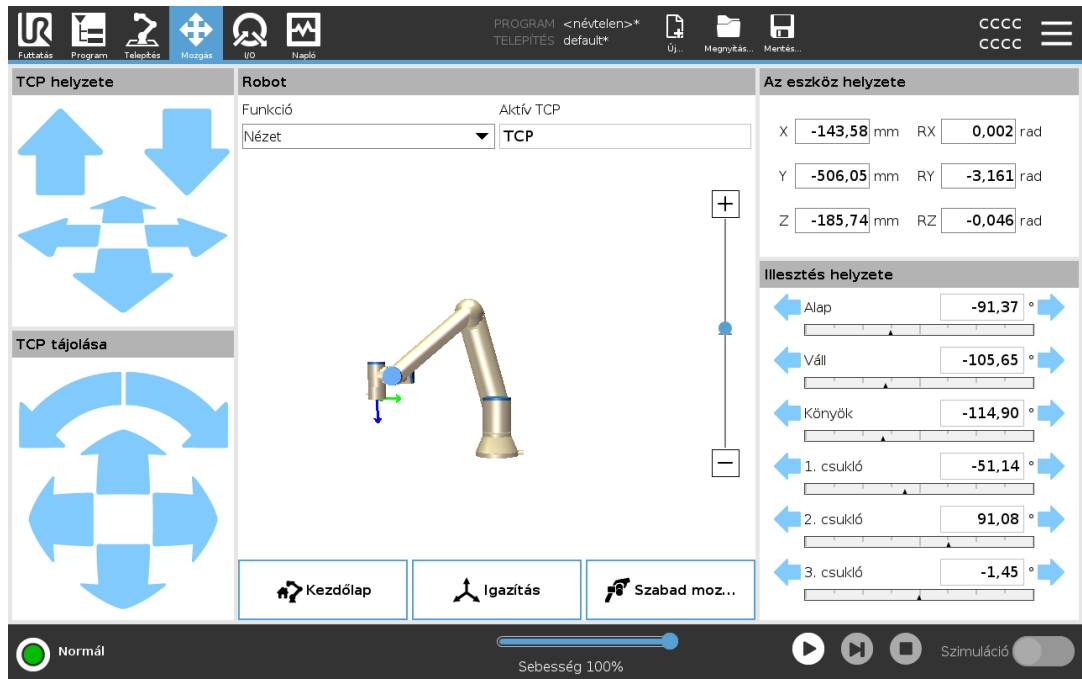 UR
Futtatás
Program
Telepítés
Mozgás
I/O
Napló
PROGRAM <névtelen>*
TELEPÍTÉS default*
Új...
Megnyitás...
Mentés...
CCCC
CCCC
TCP helyzete
Robot
Az eszköz helyzete
Funkció
Aktív TCP
Nézet
TCP
X -143,58 mm RX 0,002 rad
Y -506,05 mm RY -3,161 rad
Z -185,74 mm RZ -0,046 rad
Illesztés helyzete
Alap -91,37 °
TCP tájolása
Váll -105,65 °
Könyök -114,90 °
1. csukló -51,14 °
2. csukló 91,08 °
3. csukló -1,45 °
Kezdőlap
Igazítás
Szabad moz...
Normál
Sebesség 100%
Szimuláció